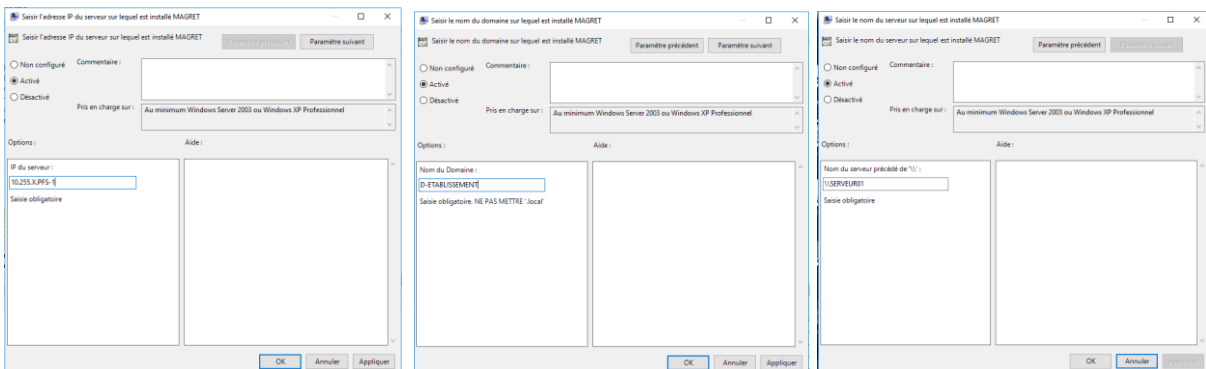 Saisir l'adresse IP du serveur sur lequel est installé MAGRET
Saisir l'adresse IP du serveur sur lequel est installé MAGRET
Paramètre précédent
Paramètre suivant
Non configuré
Commentaire :
Activé
Désactivé
Pris en charge sur :
Au minimum Windows Server 2003 ou Windows XP Professionnel
Options :
Aide :
IP du serveur :
10.255.X.PFS-1
Saisie obligatoire
OK
Annuler
Appliquer
Saisir le nom du domaine sur lequel est installé MAGRET
Saisir le nom du domaine sur lequel est installé MAGRET
Paramètre précédent
Paramètre suivant
Non configuré
Commentaire :
Activé
Désactivé
Pris en charge sur :
Au minimum Windows Server 2003 ou Windows XP Professionnel
Options :
Aide :
Nom du Domaine :
D-ETABLISSEMENT
Saisie obligatoire. NE PAS METTRE '.local'
OK
Annuler
Appliquer
Saisir le nom du serveur sur lequel est installé MAGRET
Saisir le nom du serveur sur lequel est installé MAGRET
Paramètre précédent
Paramètre suivant
Non configuré
Commentaire :
Activé
Désactivé
Pris en charge sur :
Au minimum Windows Server 2003 ou Windows XP Professionnel
Options :
Aide :
Nom du serveur précédé de '\\' :
\\SERVEUR01
Saisie obligatoire
OK
Annuler
Appliquer